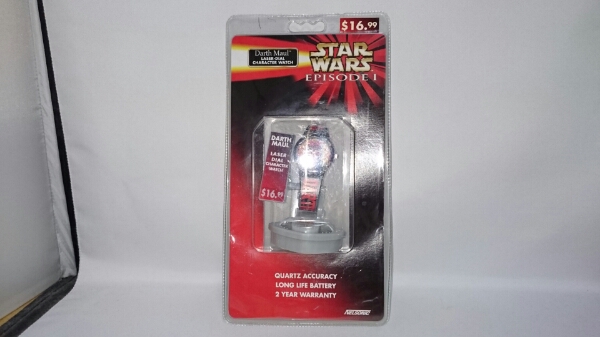 $16.99
Darth Maul™
LASER-DIAL
CHARACTER WATCH
STAR
WARS
EPISODE I
DARTH
MAUL
LASER
DIAL
CHARACTER
WATCH
$16.99
QUARTZ ACCURACY
LONG LIFE BATTERY
2 YEAR WARRANTY
NELSONIC